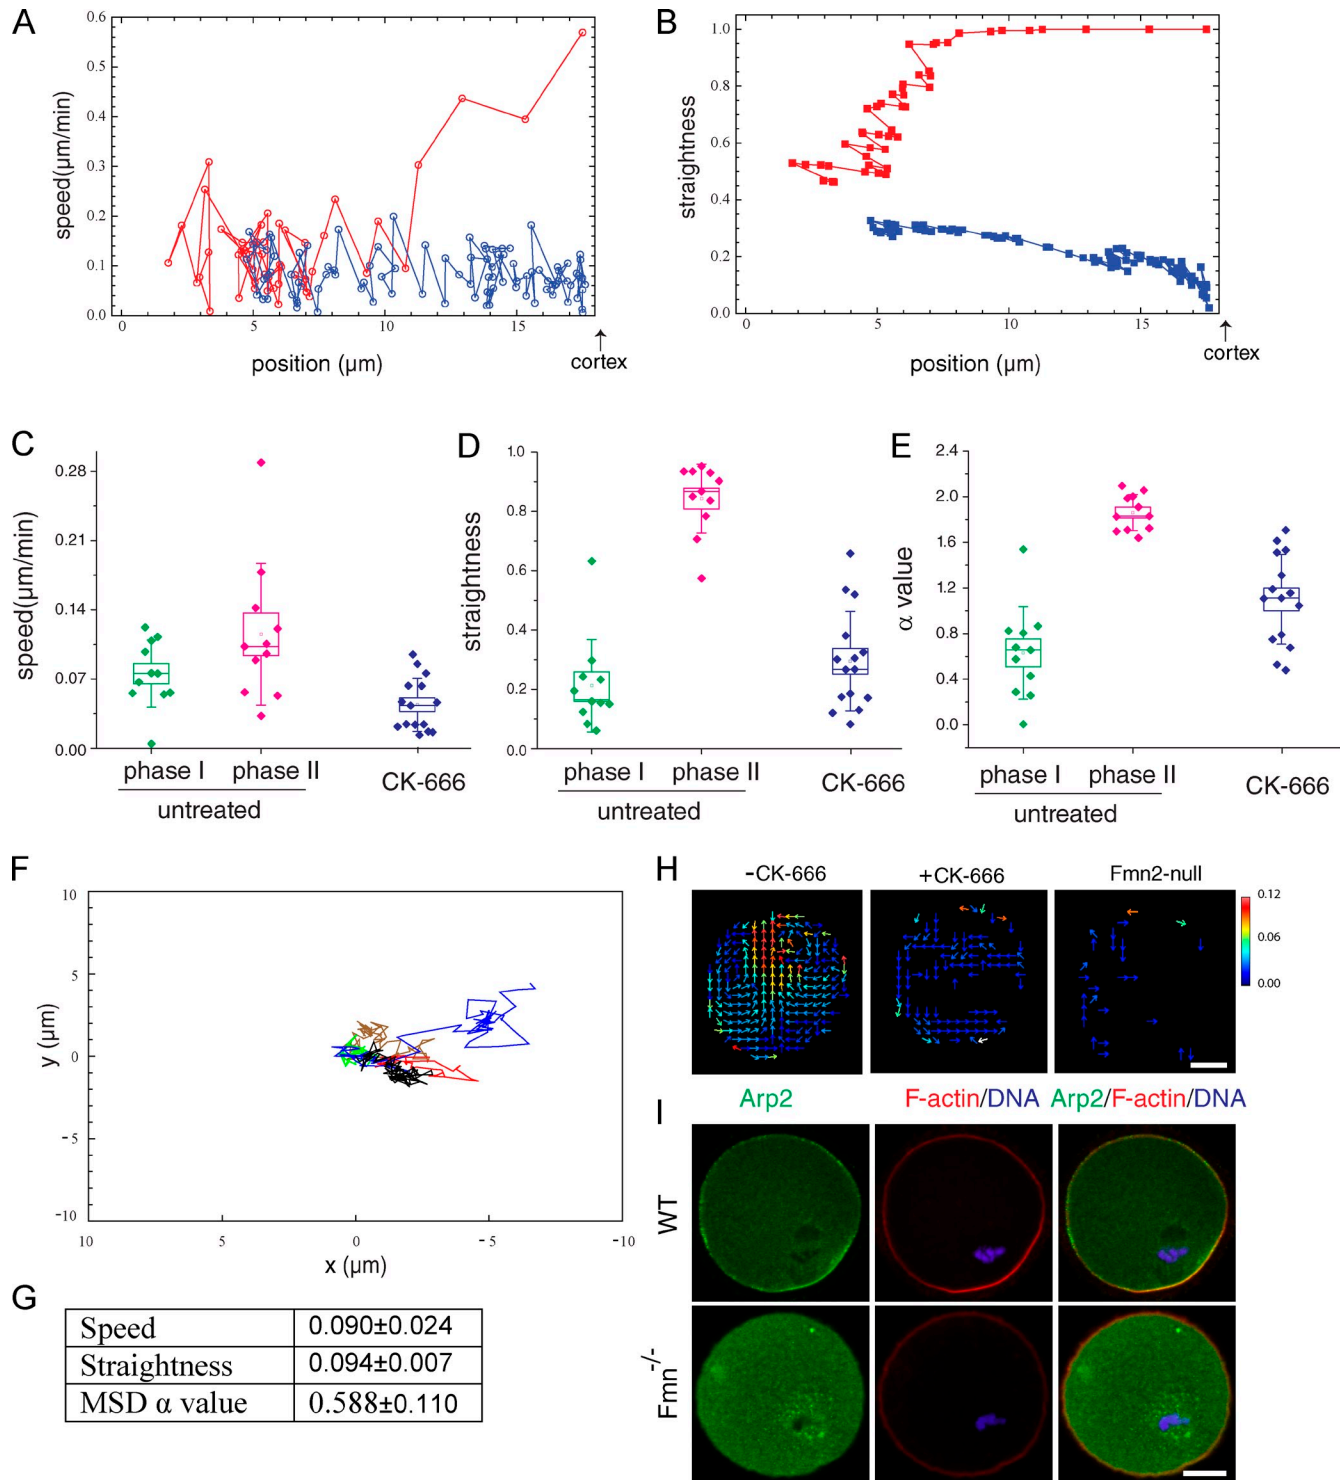 A
speed(µm/min)
0.6
0.5
0.4
0.3
0.2
0.1
0.0
0 5 10 15
position (µm)
cortex
B
straightness
1.0
0.8
0.6
0.4
0.2
0.0
0 5 10 15
position (µm)
cortex
C
speed(µm/min)
0.28
0.21
0.14
0.07
0.00
phase I phase II CK-666
untreated
D
straightness
1.0
0.8
0.6
0.4
0.2
0.0
phase I phase II CK-666
untreated
E
α value
2.4
2.0
1.6
1.2
0.8
0.4
0.0
phase I phase II CK-666
untreated
F
y (µm)
10
5
0
-5
-10
10 5 0 -5 -10
x (µm)
G
Speed 0.090±0.024
Straightness 0.094±0.007
MSD α value 0.588±0.110
H
-CK-666 +CK-666 Fmn2-null
0.12
0.06
0.00
I
Arp2 F-actin/DNA Arp2/F-actin/DNA
WT
Fmn-/-